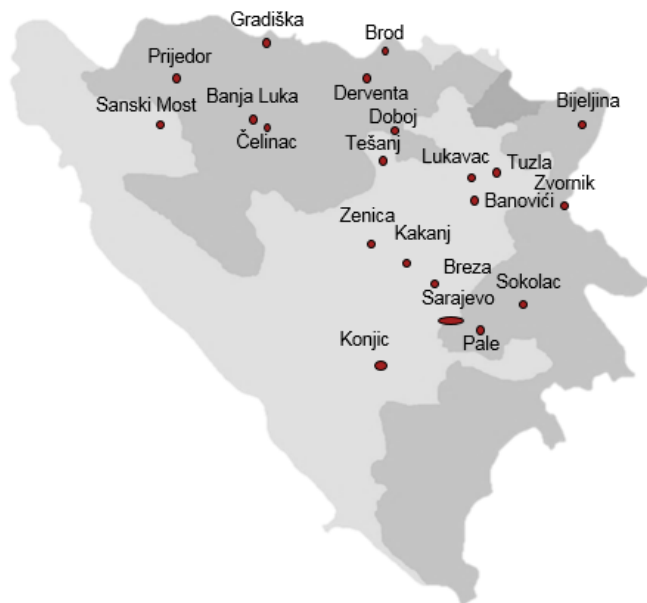 Gradiška
Brod
Prijedor
Derventa
Sanski Most
Banja Luka
Čelinac
Doboj
Bijeljina
Tešanj
Lukavac
Tuzla
Zvornik
Banovići
Zenica
Kakanj
Breza
Sokolac
Sarajevo
Konjic
Pale